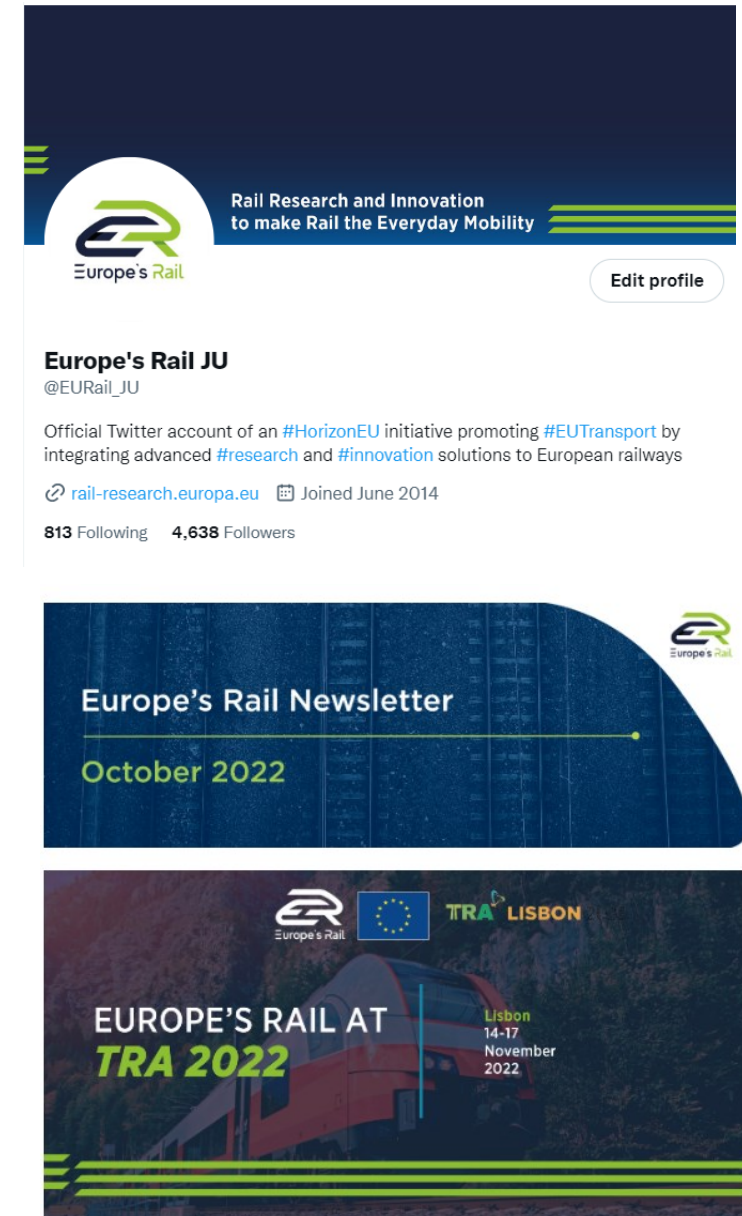 Rail Research and Innovation
to make Rail the Everyday Mobility
Europe's Rail
Edit profile
Europe's Rail JU
@EURail_JU
Official Twitter account of an #HorizonEU initiative promoting #EUTransport by
integrating advanced #research and #innovation solutions to European railways
rail-research.europa.eu Joined June 2014
813 Following 4,638 Followers
Europe's Rail
Europe's Rail Newsletter
October 2022
TRA LISBON
Europe's Rail
EUROPE'S RAIL AT
TRA 2022
Lisbon
14-17
November
2022